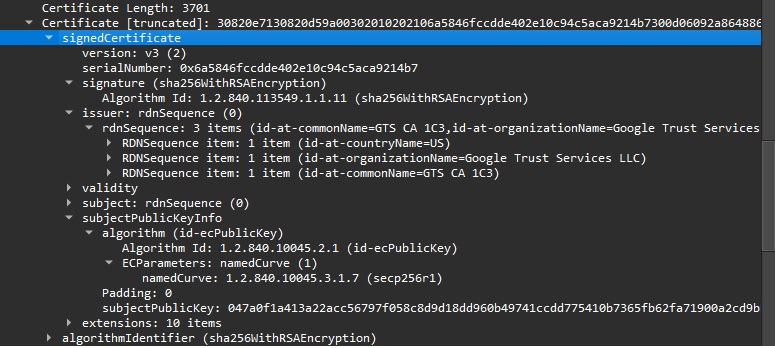 Certificate Length: 3701
Certificate [truncated]: 30820e7130820d59a00302010202106a5846fccdde402e10c94c5aca9214b7300d06092a864886
signedCertificate
version: v3 (2)
serialNumber: 0x6a5846fccdde402e10c94c5aca9214b7
signature (sha256WithRSAEncryption)
Algorithm Id: 1.2.840.113549.1.1.11 (sha256WithRSAEncryption)
issuer: rdnSequence (0)
rdnSequence: 3 items (id-at-commonName=GTS CA 1C3,id-at-organizationName=Google Trust Services
RDNSequence item: 1 item (id-at-countryName=US)
RDNSequence item: 1 item (id-at-organizationName=Google Trust Services LLC)
RDNSequence item: 1 item (id-at-commonName=GTS CA 1C3)
validity
subject: rdnSequence (0)
subjectPublicKeyInfo
algorithm (id-ecPublicKey)
Algorithm Id: 1.2.840.10045.2.1 (id-ecPublicKey)
ECParameters: namedCurve (1)
namedCurve: 1.2.840.10045.3.1.7 (secp256r1)
Padding: 0
subjectPublicKey: 047a0f1a413a22acc56797f058c8d9d18dd960b49741ccdd775410b7365fb62fa71900a2cd9b
extensions: 10 items
algorithmIdentifier (sha256WithRSAEncryption)